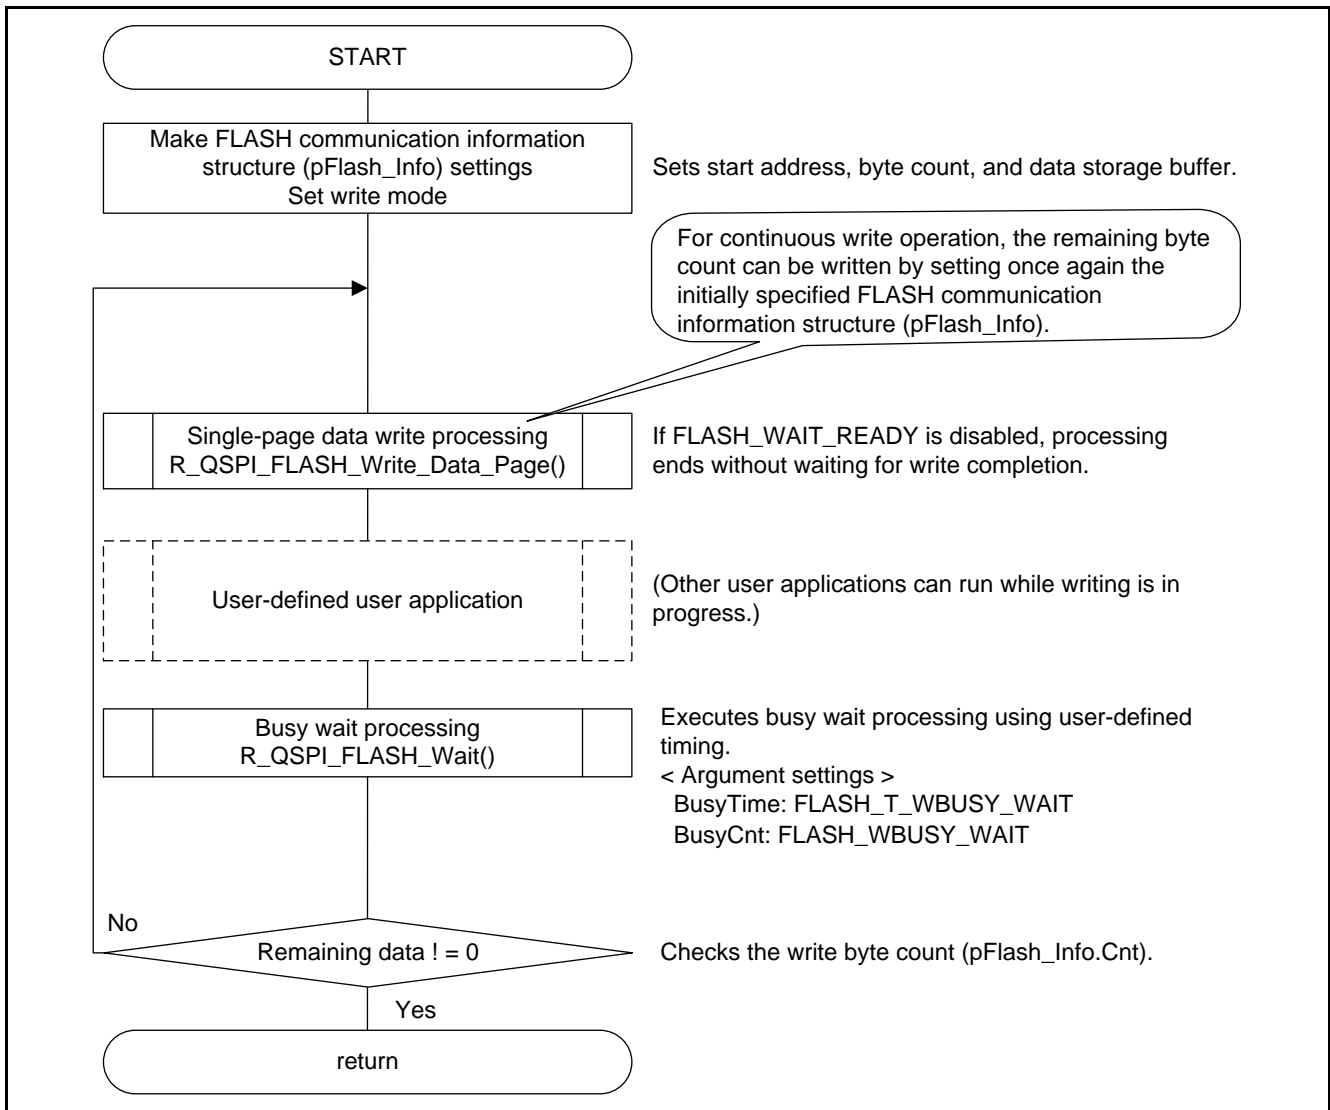 START
Make FLASH communication information
structure (pFlash_Info) settings
Set write mode
Sets start address, byte count, and data storage buffer.
For continuous write operation, the remaining byte
count can be written by setting once again the
initially specified FLASH communication
information structure (pFlash_Info).
Single-page data write processing
R_QSPI_FLASH_Write_Data_Page()
If FLASH_WAIT_READY is disabled, processing
ends without waiting for write completion.
User-defined user application
(Other user applications can run while writing is in
progress.)
Busy wait processing
R_QSPI_FLASH_Wait()
Executes busy wait processing using user-defined
timing.
< Argument settings >
BusyTime: FLASH_T_WBUSY_WAIT
BusyCnt: FLASH_WBUSY_WAIT
No
Remaining data ! = 0
Checks the write byte count (pFlash_Info.Cnt).
Yes
return